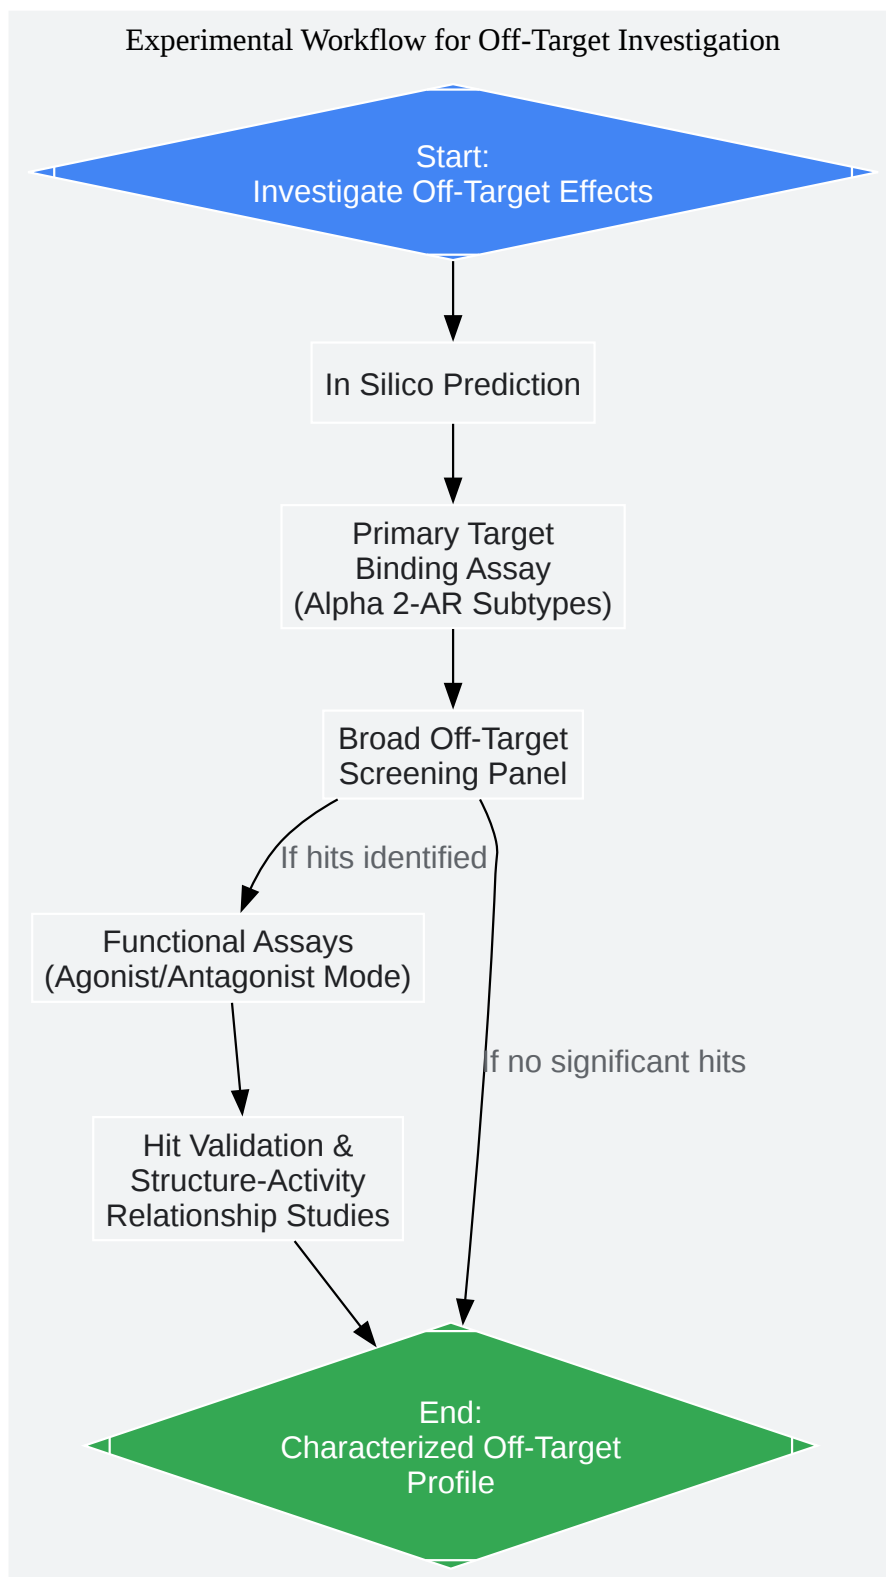 Experimental Workflow for Off-Target Investigation
Start:
Investigate Off-Target Effects
In Silico Prediction
Primary Target
Binding Assay
(Alpha 2-AR Subtypes)
Broad Off-Target
Screening Panel
If hits identified
Functional Assays
(Agonist/Antagonist Mode)
If no significant hits
Hit Validation &
Structure-Activity
Relationship Studies
End:
Characterized Off-Target
Profile